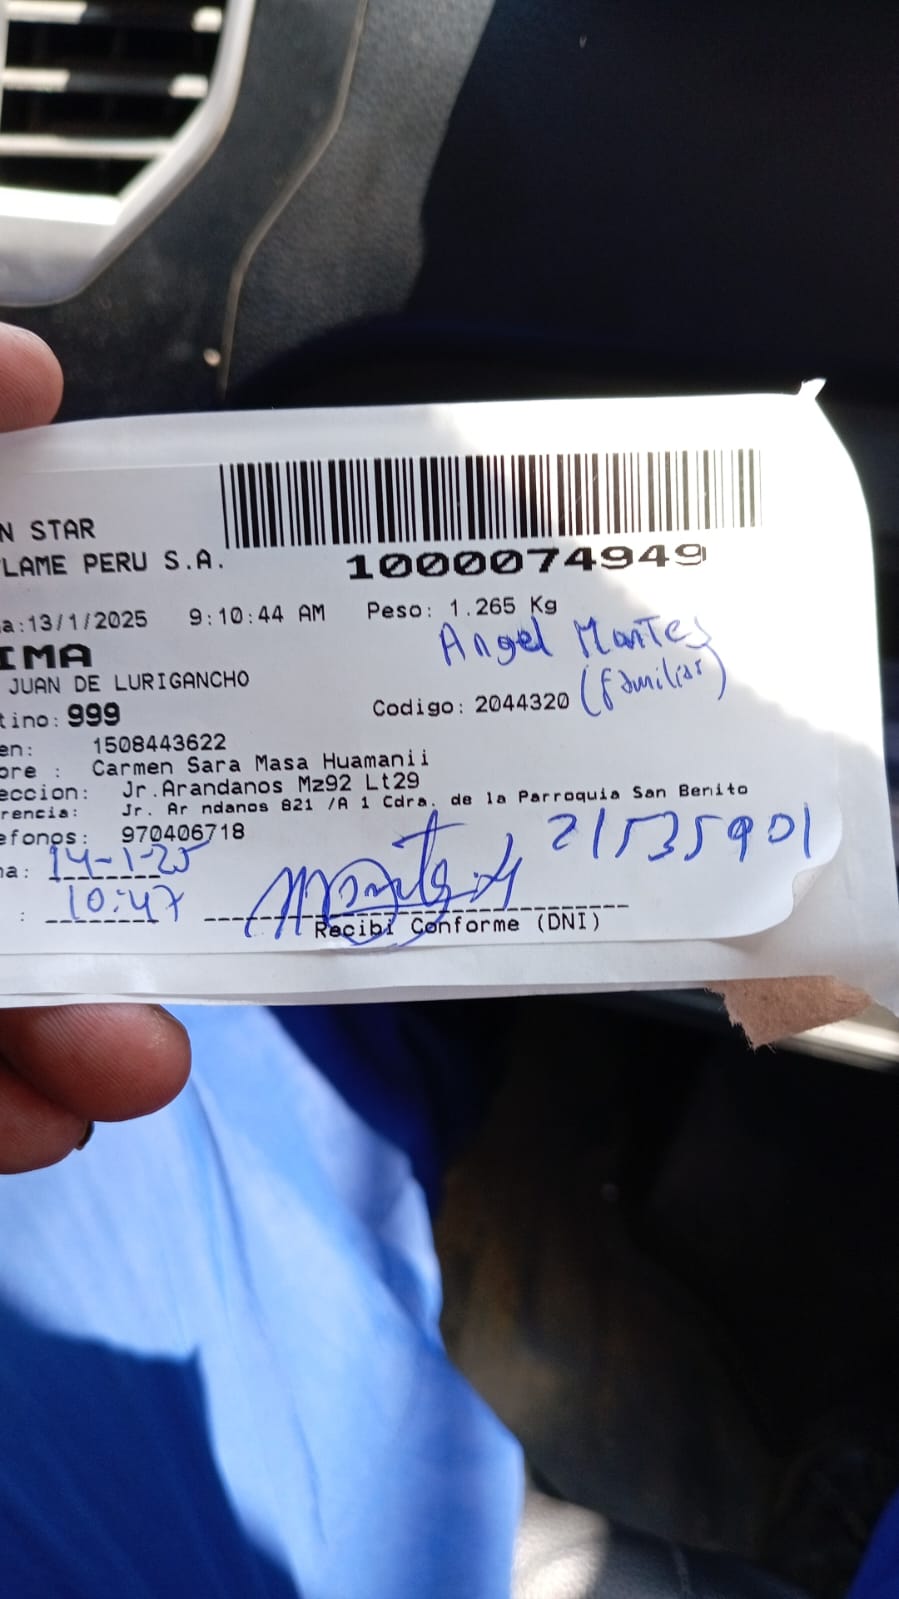 N STAR
LAME PERU S.A.
1000074949
a:13/1/2025 9:10:44 AM Peso: 1.265 Kg
IMA
Angel Montes
JUAN DE LURIGANCHO
(familiar)
tino: 999 Codigo: 2044320
en: 1508443622
ore : Carmen Sara Masa Huamanii
eccion: Jr.Arandanos Mz92 Lt29
rencia: Jr. Ar ndanos 821 /A 1 Cdra. de la Parroquia San Benito
efonos: 970406718
21535901
na: 14-1-25
: 10:47
Recibi Conforme (DNI)